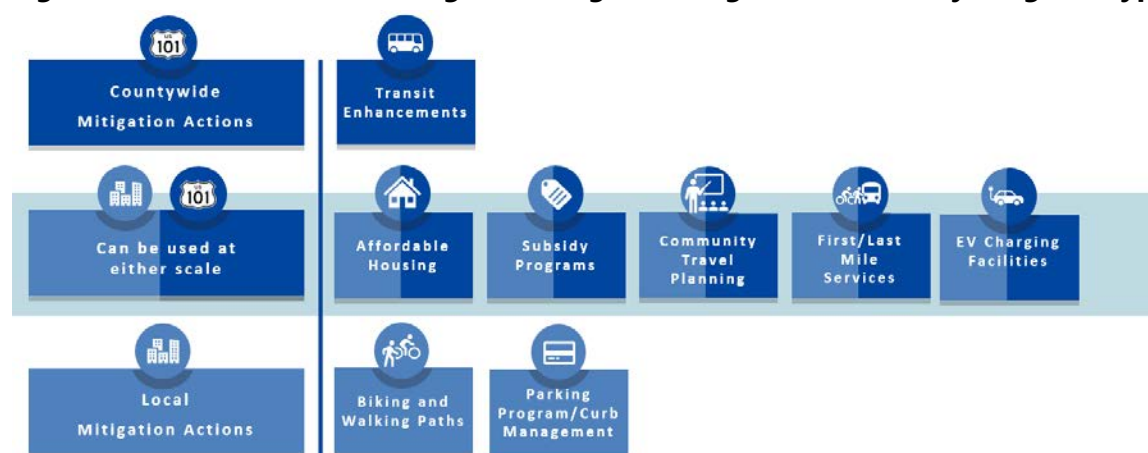 US
101
Countywide
Mitigation Actions
Transit
Enhancements
US
101
Can be used at
either scale
Affordable
Housing
Subsidy
Programs
Community
Travel
Planning
First/Last
Mile
Services
EV Charging
Facilities
Local
Mitigation Actions
Biking and
Walking Paths
Parking
Program/Curb
Management